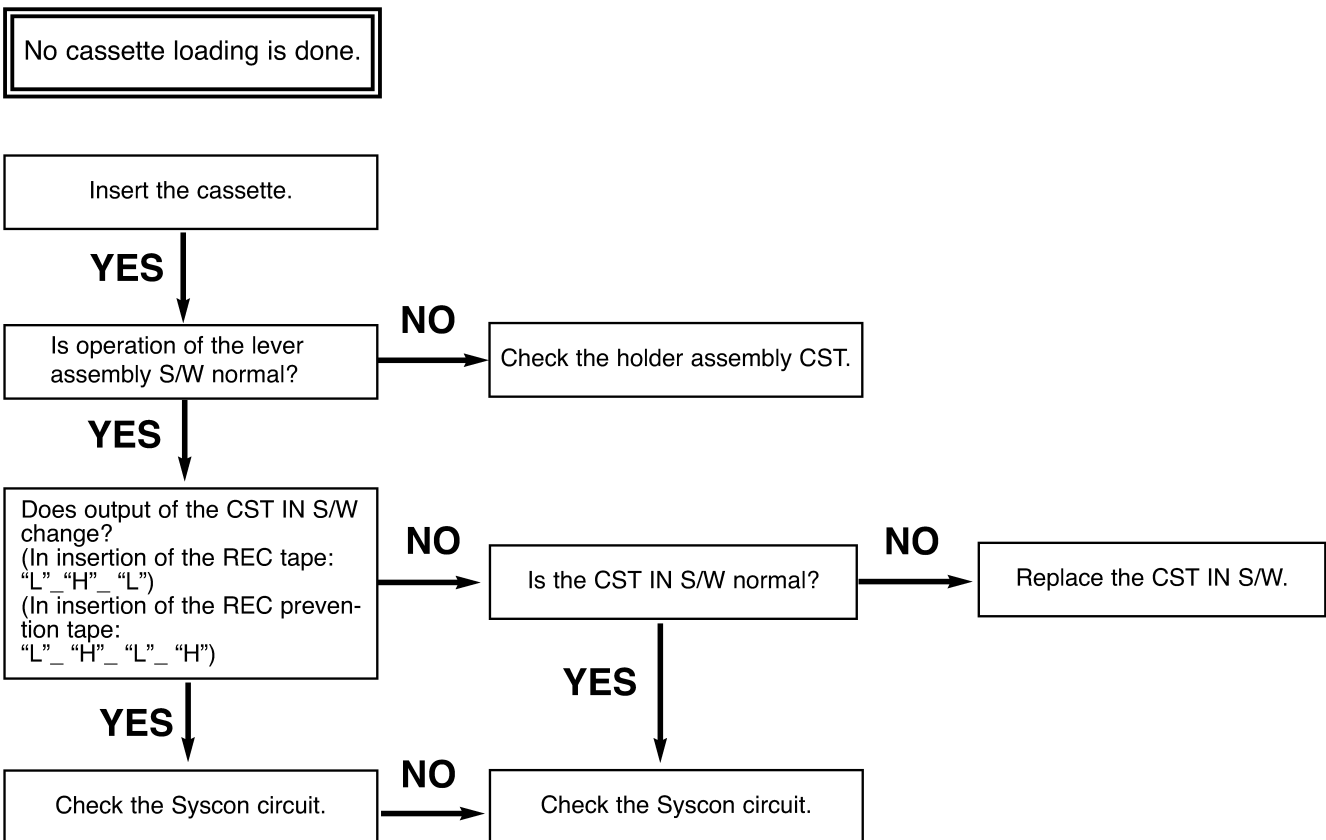 No cassette loading is done.
Insert the cassette.
YES
Is operation of the lever
assembly S/W normal?
NO
Check the holder assembly CST.
YES
Does output of the CST IN S/W
change?
(In insertion of the REC tape:
“L”_“H”_ “L”)
(In insertion of the REC preven-
tion tape:
“L”_ “H”_ “L”_ “H”)
NO
Is the CST IN S/W normal?
NO
Replace the CST IN S/W.
YES
YES
Check the Syscon circuit.
NO
Check the Syscon circuit.